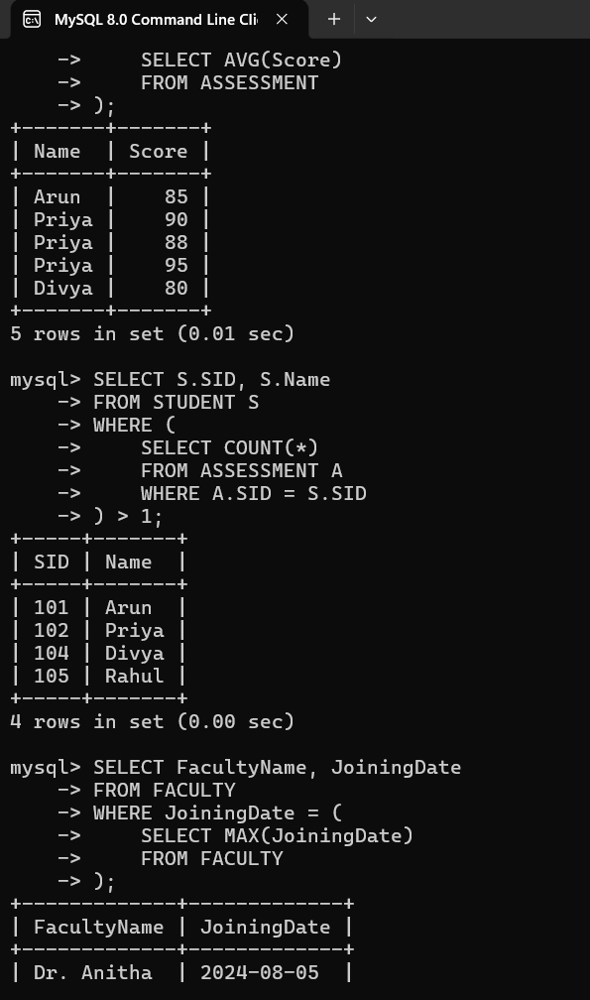 MySQL 8.0 Command Line Cli
    ->     SELECT AVG(Score)
    ->     FROM ASSESSMENT
    -> );
+-------+-------+
| Name  | Score |
+-------+-------+
| Arun  |    85 |
| Priya |    90 |
| Priya |    88 |
| Priya |    95 |
| Divya |    80 |
+-------+-------+
5 rows in set (0.01 sec)

mysql> SELECT S.SID, S.Name
    -> FROM STUDENT S
    -> WHERE (
    ->     SELECT COUNT(*)
    ->     FROM ASSESSMENT A
    ->     WHERE A.SID = S.SID
    -> ) > 1;
+-----+-------+
| SID | Name  |
+-----+-------+
| 101 | Arun  |
| 102 | Priya |
| 104 | Divya |
| 105 | Rahul |
+-----+-------+
4 rows in set (0.00 sec)

mysql> SELECT FacultyName, JoiningDate
    -> FROM FACULTY
    -> WHERE JoiningDate = (
    ->     SELECT MAX(JoiningDate)
    ->     FROM FACULTY
    -> );
+-------------+-------------+
| FacultyName | JoiningDate |
+-------------+-------------+
| Dr. Anitha  | 2024-08-05  |